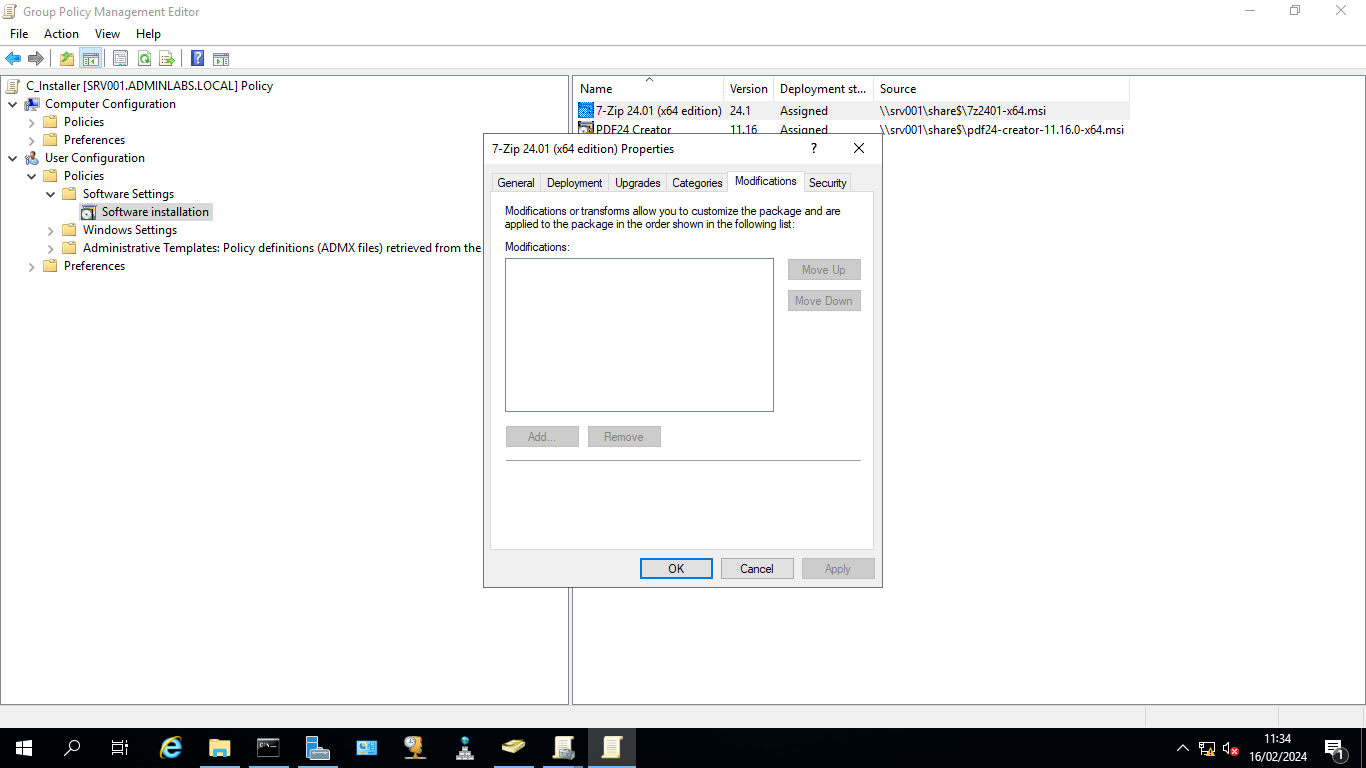 Group Policy Management Editor
File Action View Help
C_Installer [SRV001.ADMINLABS.LOCAL] Policy
Computer Configuration
Policies
Preferences
User Configuration
Policies
Software Settings
Software installation
Windows Settings
Administrative Templates: Policy definitions (ADMX files) retrieved from the
Preferences
Name Version Deployment st... Source
7-Zip 24.01 (x64 edition) 24.1 Assigned \\srv001\share$\7z2401-x64.msi
PDF24 Creator 11.16 Assigned \\srv001\share$\pdf24-creator-11.16.0-x64.msi
7-Zip 24.01 (x64 edition) Properties ?
General Deployment Upgrades Categories Modifications Security
Modifications or transforms allow you to customize the package and are
applied to the package in the order shown in the following list:
Modifications:
Move Up
Move Down
Add... Remove
OK Cancel Apply
11:34
16/02/2024
1